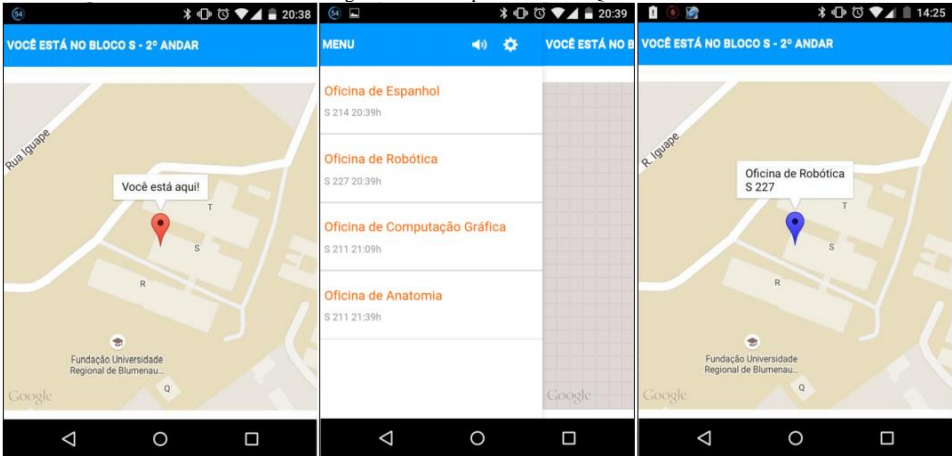 54
20:38
VOCÊ ESTÁ NO BLOCO S - 2º ANDAR
Rua Iguape
Você está aqui!
T
S
R
Fundação Universidade
Regional de Blumenau...
Q
Google
54
20:39
MENU
VOCÊ ESTÁ NO B
Oficina de Espanhol
S 214 20:39h
Oficina de Robótica
S 227 20:39h
Oficina de Computação Gráfica
S 211 21:09h
Oficina de Anatomia
S 211 21:39h
Google
14:25
VOCÊ ESTÁ NO BLOCO S - 2º ANDAR
R. Iguape
Oficina de Robótica
S 227
T
S
R
Fundação Universidade
Regional de Blumenau...
Q
Google